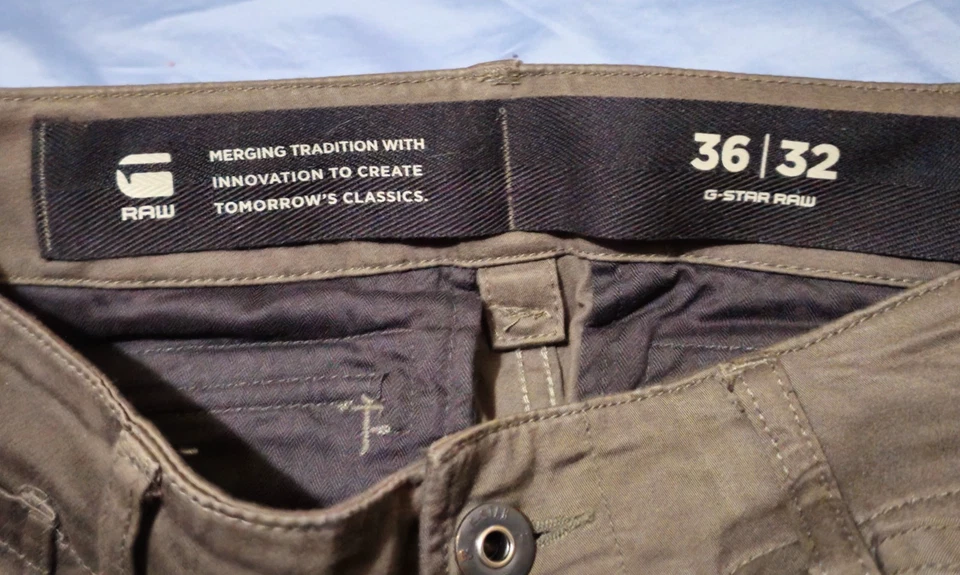 MERGING TRADITION WITH
INNOVATION TO CREATE
TOMORROW'S CLASSICS.
RAW
36 | 32
G-STAR RAW